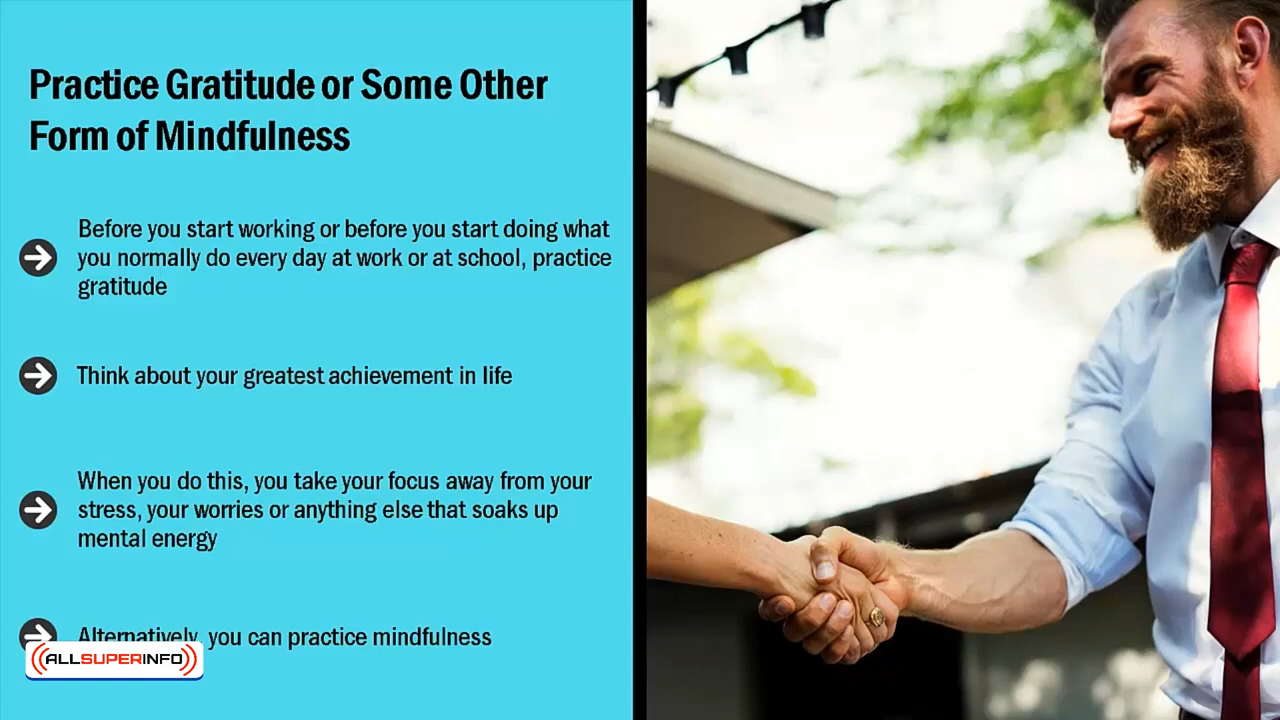 Practice Gratitude or Some Other
Form of Mindfulness
Before you start working or before you start doing what
you normally do every day at work or at school, practice
gratitude
Think about your greatest achievement in life
When you do this, you take your focus away from your
stress, your worries or anything else that soaks up
mental energy
Alternatively, you can practice mindfulness
ALLSUPERINFO